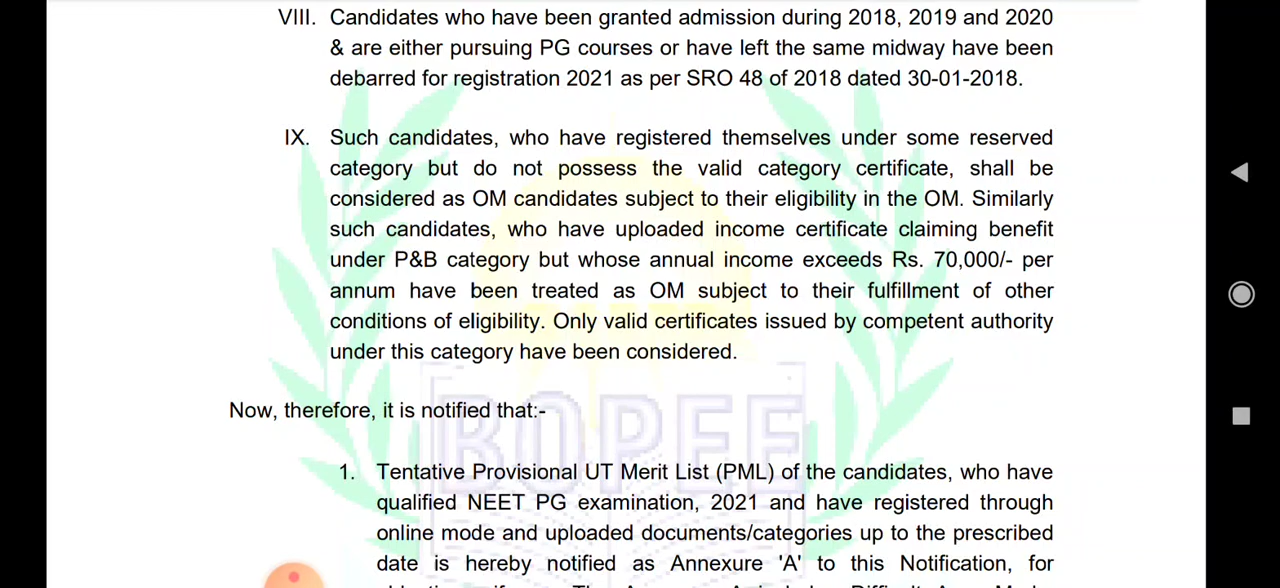 VIII. Candidates who have been granted admission during 2018, 2019 and 2020
& are either pursuing PG courses or have left the same midway have been
debarred for registration 2021 as per SRO 48 of 2018 dated 30-01-2018.
IX. Such candidates, who have registered themselves under some reserved
category but do not possess the valid category certificate, shall be
considered as OM candidates subject to their eligibility in the OM. Similarly
such candidates, who have uploaded income certificate claiming benefit
under P&B category but whose annual income exceeds Rs. 70,000/- per
annum have been treated as OM subject to their fulfillment of other
conditions of eligibility. Only valid certificates issued by competent authority
under this category have been considered.
Now, therefore, it is notified that:-
BOPEE
1. Tentative Provisional UT Merit List (PML) of the candidates, who have
qualified NEET PG examination, 2021 and have registered through
online mode and uploaded documents/categories up to the prescribed
date is hereby notified as Annexure 'A' to this Notification, for